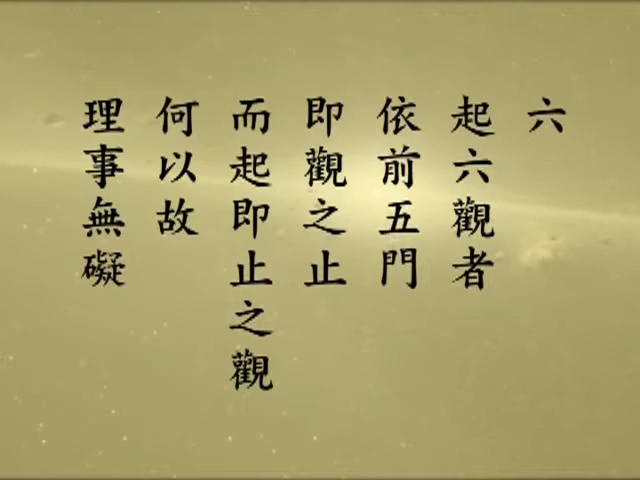 六
起六觀者
依前五門
即觀之止
而起即止之觀
何以故
理事無礙